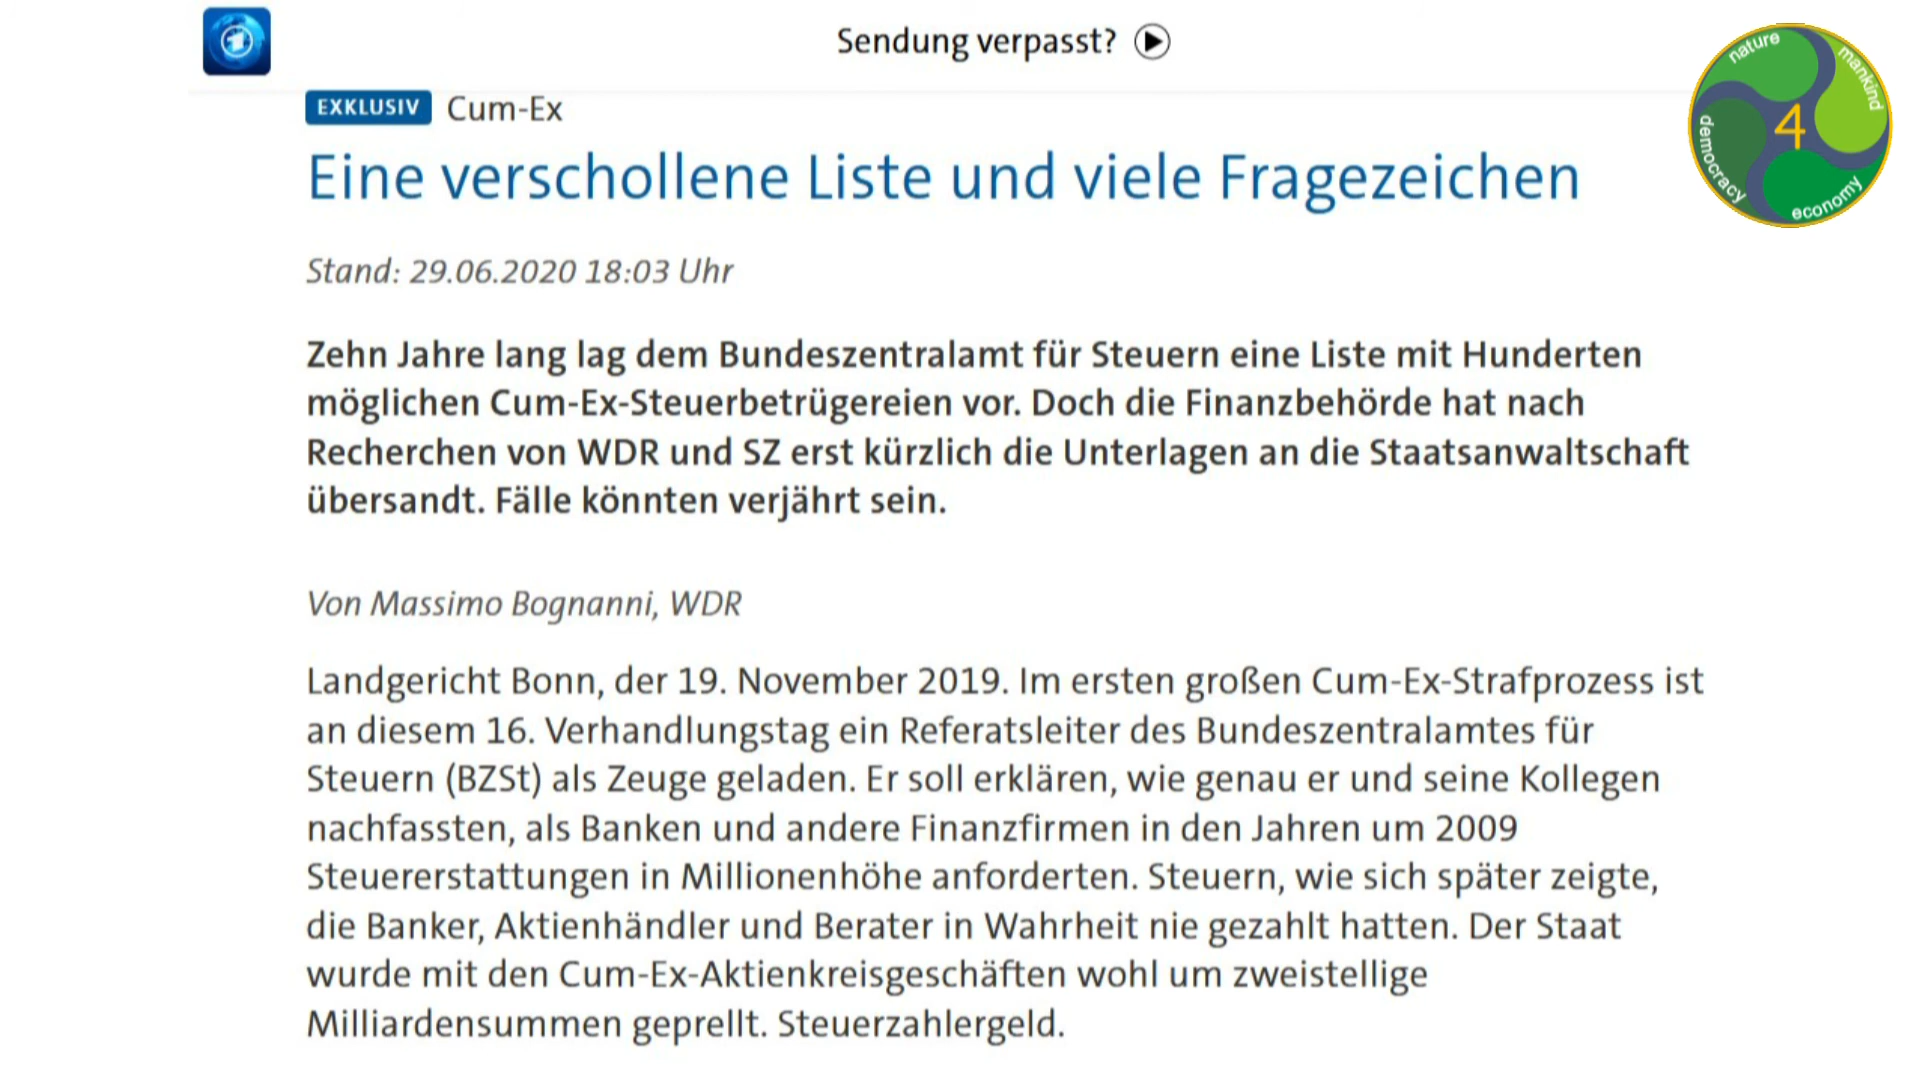 Sendung verpasst?
EXKLUSIV Cum-Ex
Eine verschollene Liste und viele Fragezeichen
Stand: 29.06.2020 18:03 Uhr
Zehn Jahre lang lag dem Bundeszentralamt für Steuern eine Liste mit Hunderten
möglichen Cum-Ex-Steuerbetrügereien vor. Doch die Finanzbehörde hat nach
Recherchen von WDR und SZ erst kürzlich die Unterlagen an die Staatsanwaltschaft
übersandt. Fälle könnten verjährt sein.
Von Massimo Bognanni, WDR
Landgericht Bonn, der 19. November 2019. Im ersten großen Cum-Ex-Strafprozess ist
an diesem 16. Verhandlungstag ein Referatsleiter des Bundeszentralamtes für
Steuern (BZSt) als Zeuge geladen. Er soll erklären, wie genau er und seine Kollegen
nachfassten, als Banken und andere Finanzfirmen in den Jahren um 2009
Steuererstattungen in Millionenhöhe anforderten. Steuern, wie sich später zeigte,
die Banker, Aktienhändler und Berater in Wahrheit nie gezahlt hatten. Der Staat
wurde mit den Cum-Ex-Aktienkreisgeschäften wohl um zweistellige
Milliardensummen geprellt. Steuerzahlergeld.
nature
mankind
4
democracy
economy
1